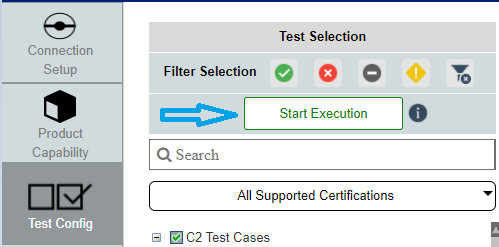 Connection
Setup
Product
Capability
Test Config
Test Selection
Filter Selection
Start Execution
i
Search
All Supported Certifications
C2 Test Cases